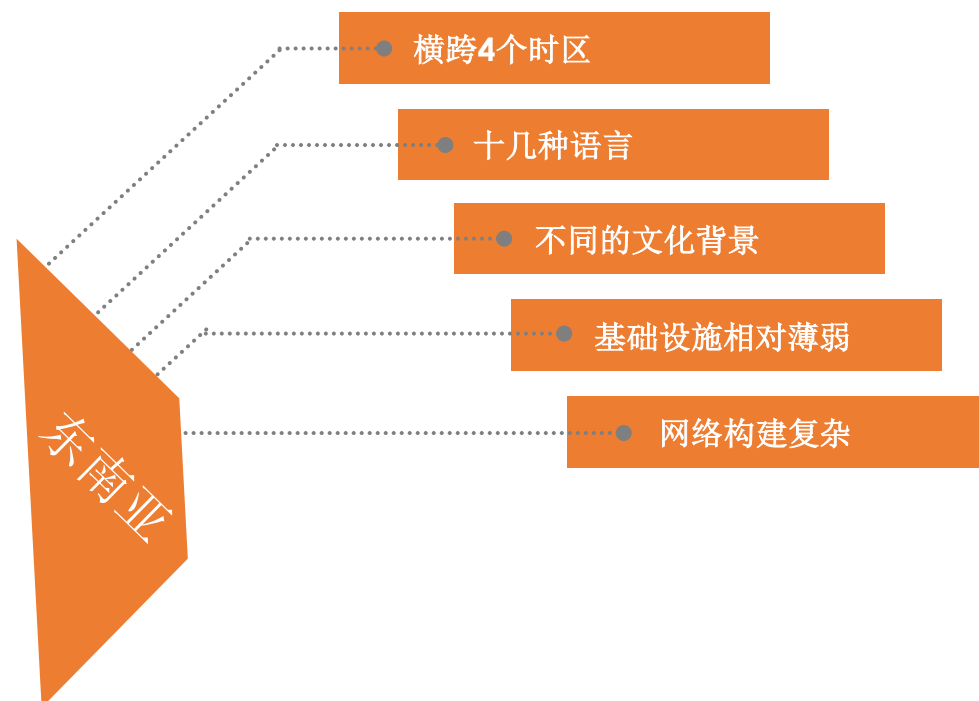 横跨4个时区
十几种语言
不同的文化背景
基础设施相对薄弱
网络构建复杂
东南亚